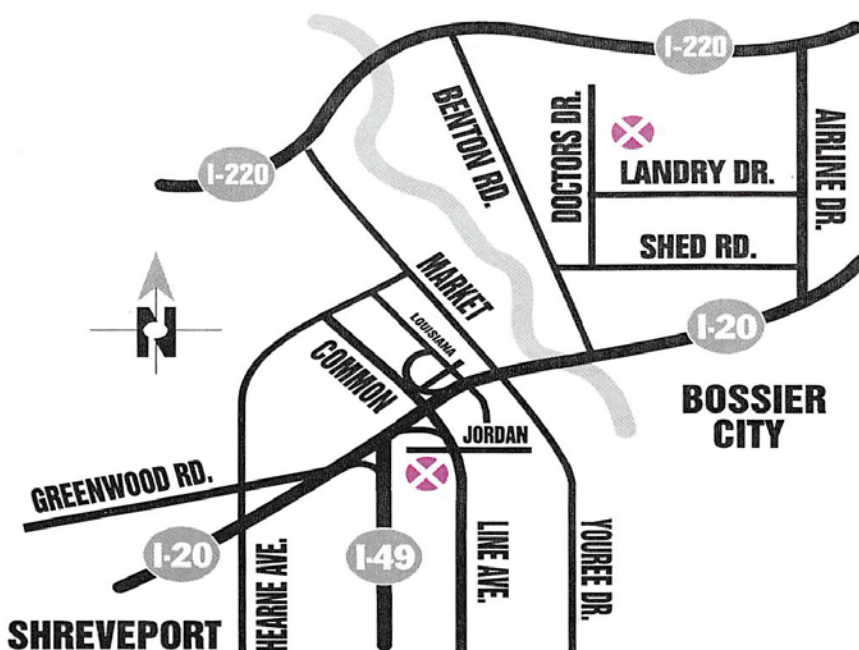 I-220
I-220
BENTON RD.
DOCTORS DR.
LANDRY DR.
AIRLINE DR.
SHED RD.
MARKET
LOUISIANA
COMMON
I-20
N
BOSSIER
CITY
JORDAN
GREENWOOD RD.
I-20
I-49
HEARNE AVE.
LINE AVE.
YOUREE DR.
SHREVEPORT